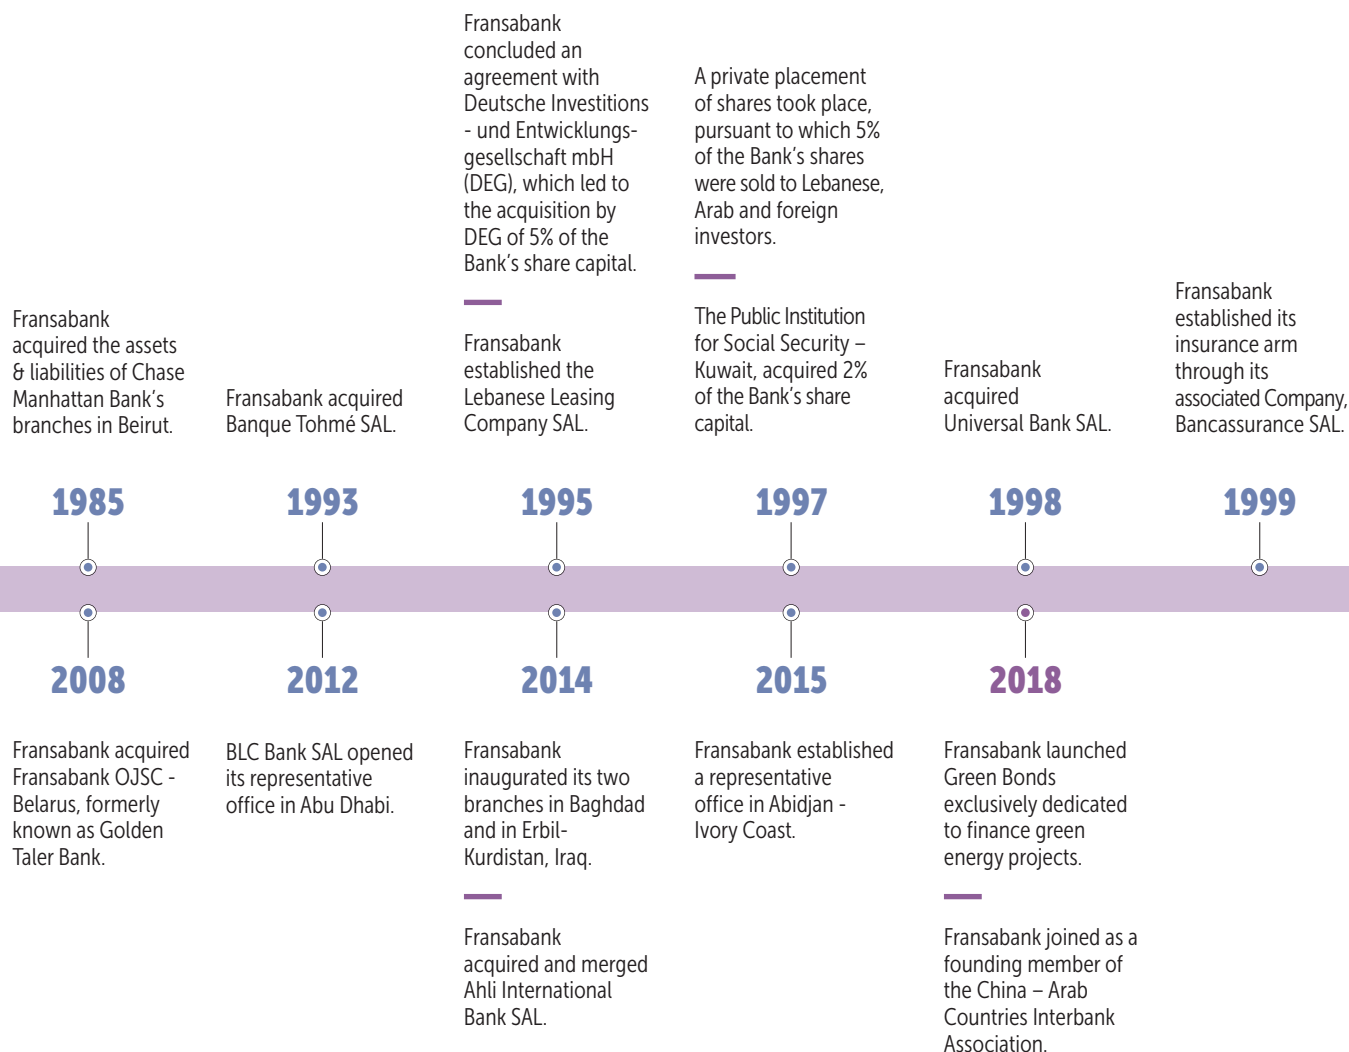 Fransabank
acquired the assets
& liabilities of Chase
Manhattan Bank's
branches in Beirut.
1985
Fransabank acquired
Banque Tohmé SAL.
1993
Fransabank
concluded an
agreement with
Deutsche Investitions
- und Entwicklungs-
gesellschaft mbH
(DEG), which led to
the acquisition by
DEG of 5% of the
Bank's share capital.
Fransabank
established the
Lebanese Leasing
Company SAL.
1995
A private placement
of shares took place,
pursuant to which 5%
of the Bank's shares
were sold to Lebanese,
Arab and foreign
investors.
The Public Institution
for Social Security –
Kuwait, acquired 2%
of the Bank's share
capital.
1997
Fransabank
acquired
Universal Bank SAL.
1998
Fransabank
established its
insurance arm
through its
associated Company,
Bancassurance SAL.
1999
2008
Fransabank acquired
Fransabank OJSC -
Belarus, formerly
known as Golden
Taler Bank.
2012
BLC Bank SAL opened
its representative
office in Abu Dhabi.
2014
Fransabank
inaugurated its two
branches in Baghdad
and in Erbil-
Kurdistan, Iraq.
Fransabank
acquired and merged
Ahli International
Bank SAL.
2015
Fransabank established
a representative
office in Abidjan -
Ivory Coast.
2018
Fransabank launched
Green Bonds
exclusively dedicated
to finance green
energy projects.
Fransabank joined as a
founding member of
the China – Arab
Countries Interbank
Association.